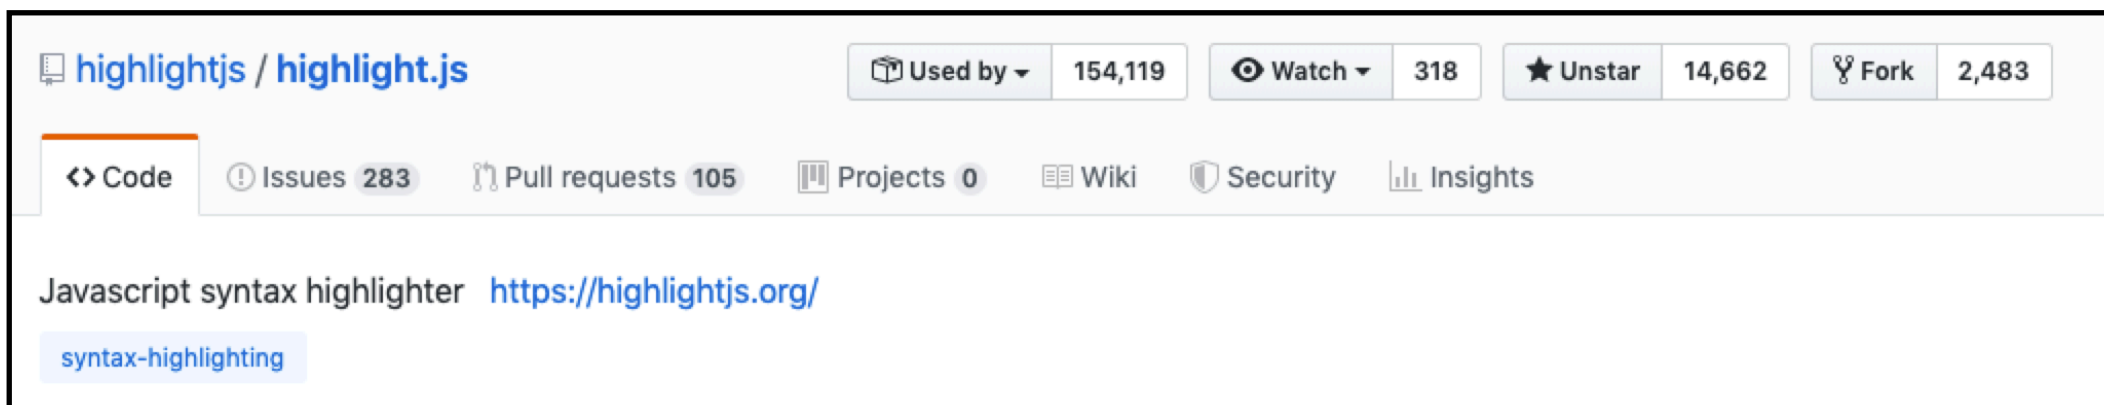 highlightjs / highlight.js Used by 154,119 Watch 318 Unstar 14,662 Fork 2,483
Code Issues 283 Pull requests 105 Projects 0 Wiki Security Insights
Javascript syntax highlighter https://highlightjs.org/
syntax-highlighting